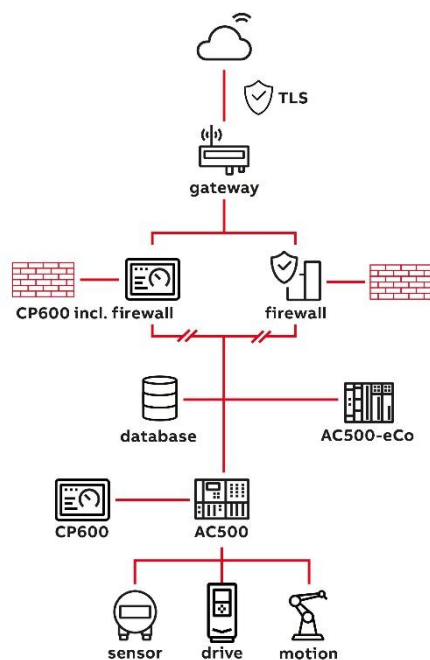 TLS
gateway
CP600 incl. firewall
firewall
database
AC500-eCo
CP600
AC500
sensor
drive
motion